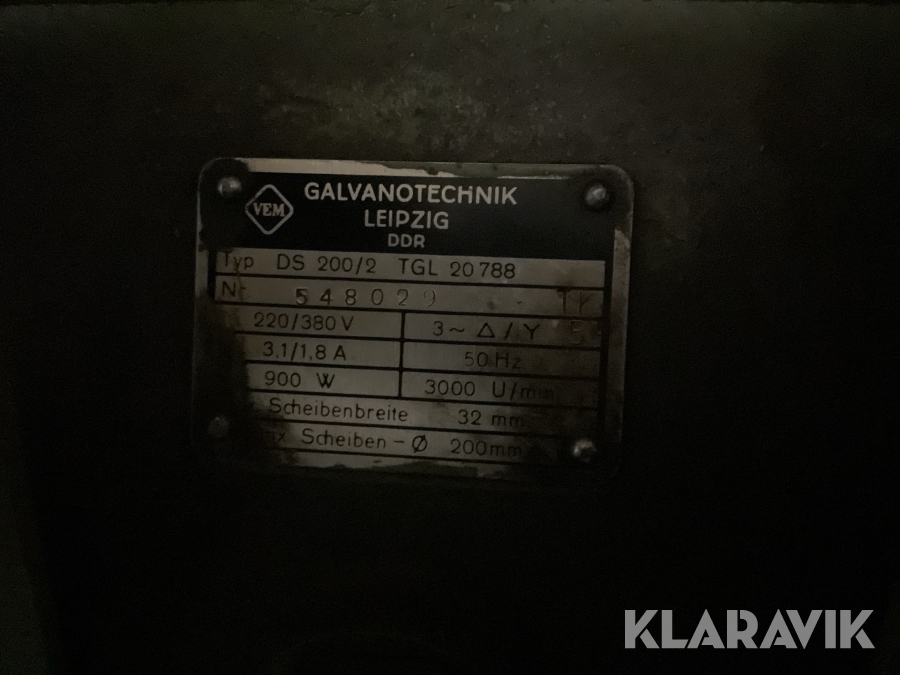 VEM
GALVANOTECHNIK
LEIPZIG
DDR
Typ DS 200/2 TGL 20788
Nr 548029
220/380 V 3~ Δ/Y
3,1/1,8 A 50 Hz
900 W 3000 U/min
Scheibenbreite 32 mm
Scheiben-Ø 200mm
KLARAVIK